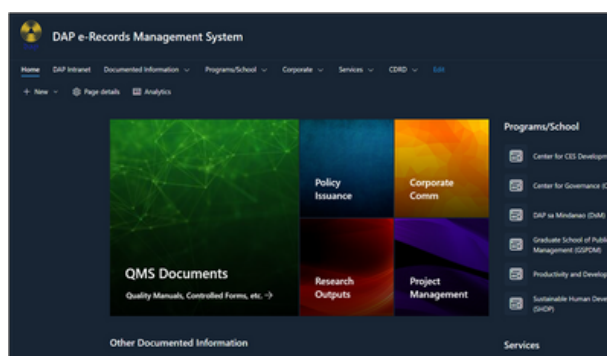 DAP e-Records Management System
Home DAP Intranet Documented Information Programs/School Corporate Services CDRD Edit
+ New Page details Analytics
Policy
Issuance
Corporate
Comm
QMS Documents
Quality Manuals, Controlled Forms, etc. →
Research
Outputs
Project
Management
Other Documented Information
Programs/School
Center for CES Developm
Center for Governance (C
DAP sa Mindanao (DsM)
Graduate School of Public
Management (GSPDM)
Productivity and Develop
Sustainable Human Deve
(SHDP)
Services